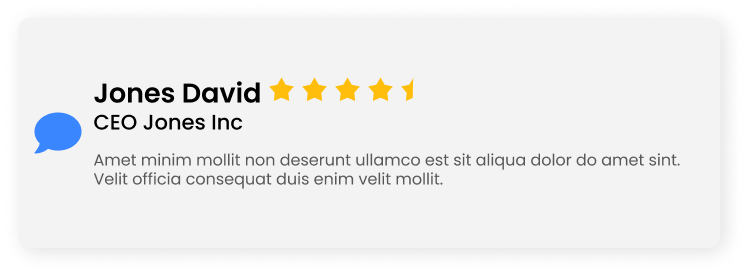 Jones David
CEO Jones Inc
Amet minim mollit non deserunt ullamco est sit aliqua dolor do amet sint.
Velit officia consequat duis enim velit mollit.